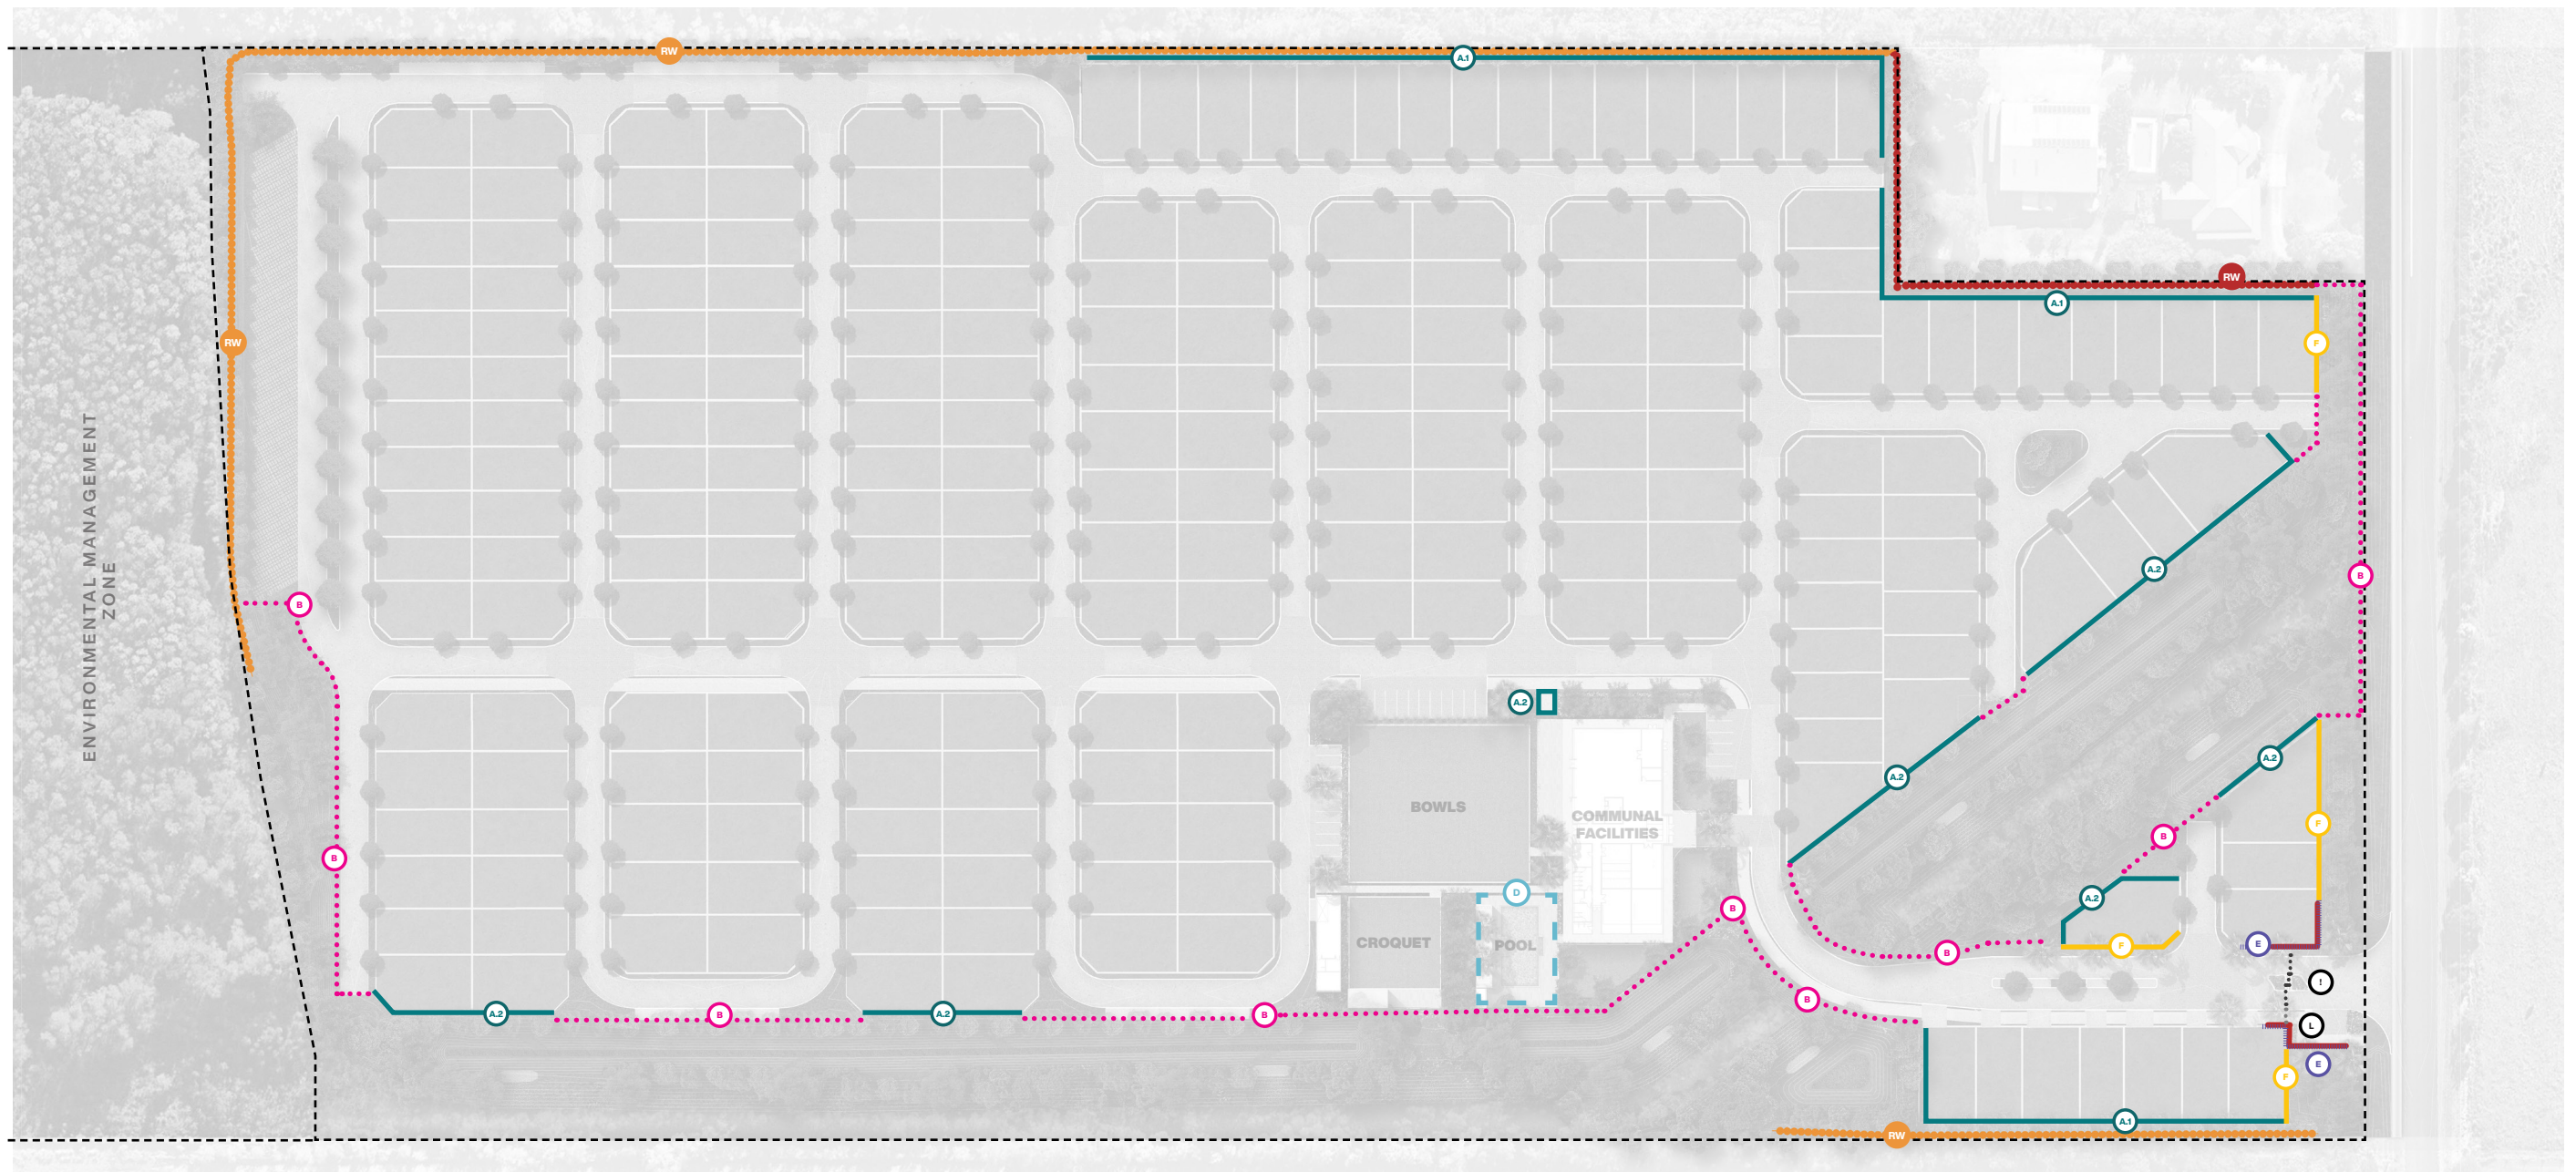 RW
A.1
RW
A.1
F
RW
ENVIRONMENTAL MANAGEMENT
ZONE
A.2
B
B
A.2
A.2
A.2
BOWLS
COMMUNAL
FACILITIES
F
B
B
D
A.2
B
CROQUET
POOL
E
F
B
!
B
A.2
B
A.2
B
L
E
F
A.1
RW